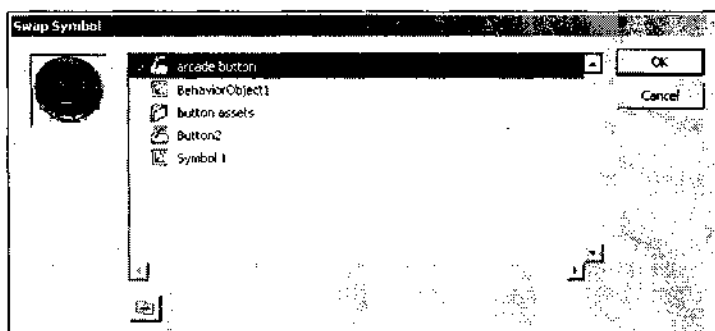 Swap Symbol
arcade button
BehaviorObject1
button assets
Button2
Symbol 1
OK
Cancel